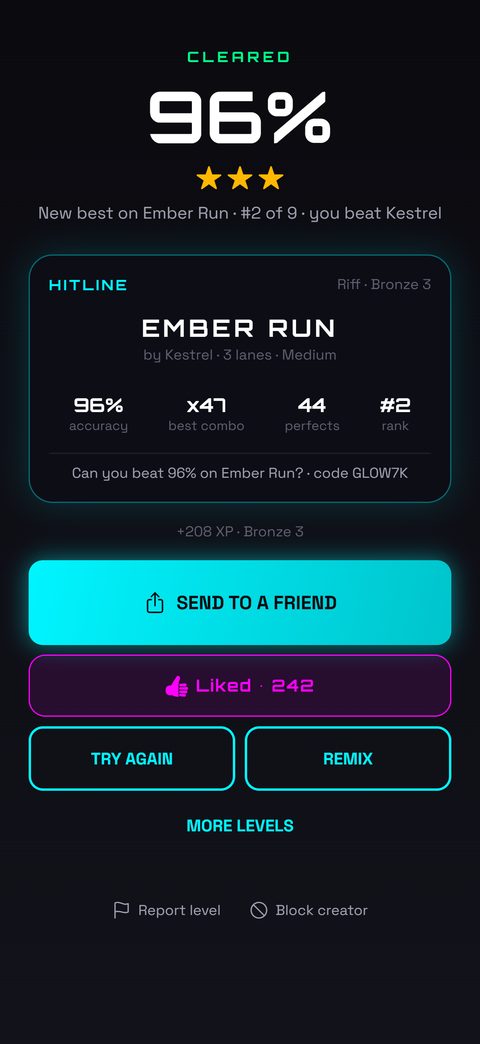 CLEARED
96%
New best on Ember Run · #2 of 9 · you beat Kestrel
HITLINE
Riff · Bronze 3
EMBER RUN
by Kestrel · 3 lanes · Medium
96% x47 44 #2
accuracy best combo perfects rank
Can you beat 96% on Ember Run? · code GLOW7K
+208 XP · Bronze 3
SEND TO A FRIEND
Liked · 242
TRY AGAIN REMIX
MORE LEVELS
Report level Block creator